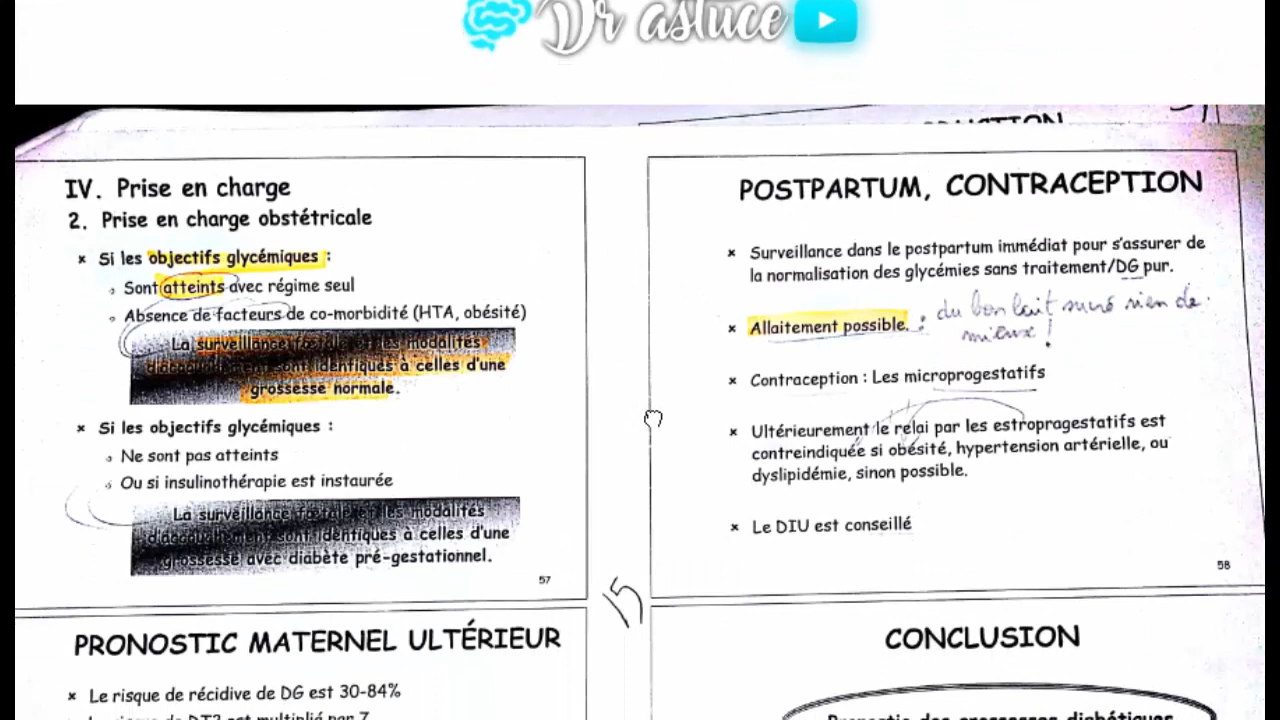 Dr astuce
IV. Prise en charge
2. Prise en charge obstétricale
× Si les objectifs glycémiques :
Sont atteints avec régime seul
Absence de facteurs de co-morbidité (HTA, obésité)
La surveillance fœtale et les modalités
d'accouchement sont identiques à celles d'une
grossesse normale.
× Si les objectifs glycémiques :
Ne sont pas atteints
Ou si insulinothérapie est instaurée
La surveillance fœtale et les modalités
d'accouchement sont identiques à celles d'une
grossesse avec diabète pré-gestationnel.
57
POSTPARTUM, CONTRACEPTION
× Surveillance dans le postpartum immédiat pour s'assurer de
la normalisation des glycémies sans traitement/DG pur.
× Allaitement possible. : du bon lait sucré rien de
mieux !
× Contraception : Les microprogestatifs
× Ultérieurement le relai par les estroprogestatifs est
contreindiquée si obésité, hypertension artérielle, ou
dyslipidémie, sinon possible.
× Le DIU est conseillé
58
15
PRONOSTIC MATERNEL ULTÉRIEUR
× Le risque de récidive de DG est 30-84%
CONCLUSION